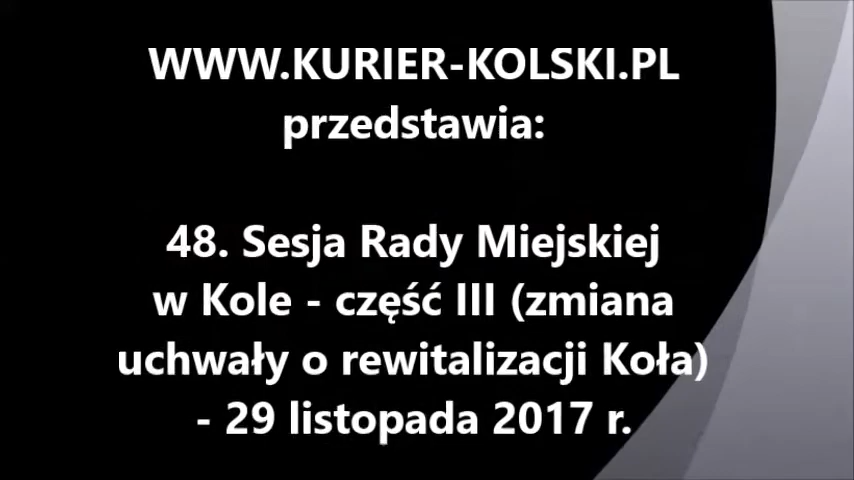 WWW.KURIER-KOLSKI.PL
przedstawia:
48. Sesja Rady Miejskiej
w Kole - część III (zmiana
uchwały o rewitalizacji Koła)
- 29 listopada 2017 r.